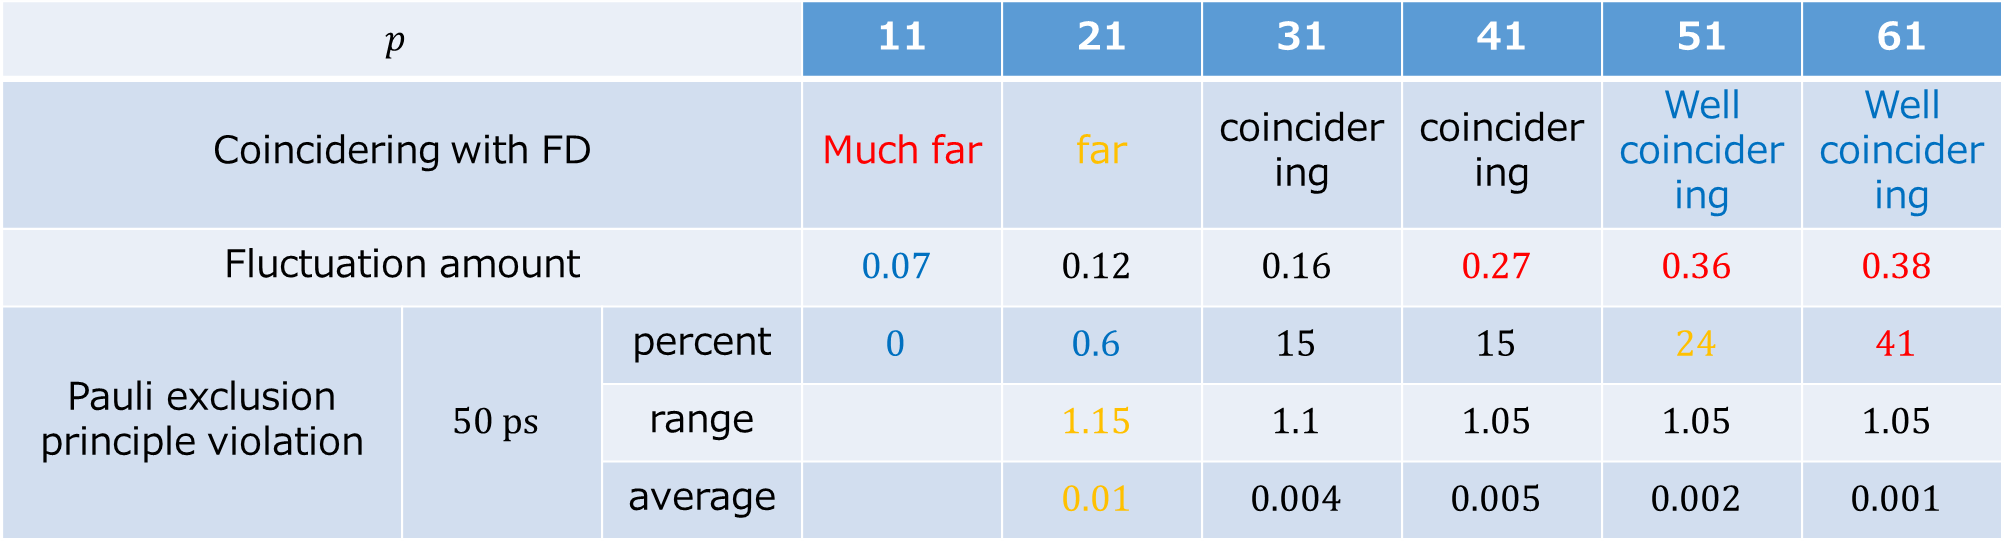 p 11 21 31 41 51 61
Coincidering with FD
Much far
far
coincider
ing
coincider
ing
Well
coincider
ing
Well
coincider
ing
Fluctuation amount 0.07 0.12 0.16 0.27 0.36 0.38
Pauli exclusion
principle violation
50 ps
percent 0 0.6 15 15 24 41
range 1.15 1.1 1.05 1.05 1.05
average 0.01 0.004 0.005 0.002 0.001